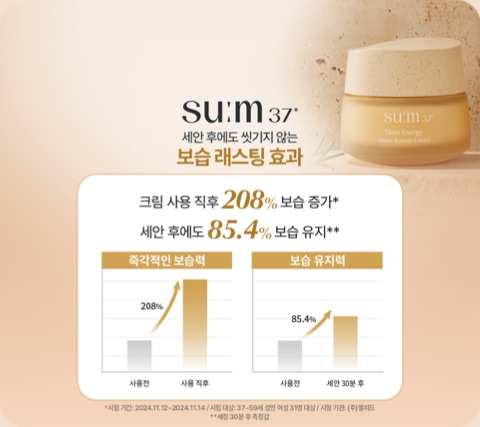 su:m 37°
세안 후에도 씻기지 않는
보습 래스팅 효과
su:m 37°
Time Energy
크림 사용 직후 208% 보습 증가*
세안 후에도 85.4% 보습 유지**
즉각적인 보습력
208%
사용전
사용 직후
보습 유지력
85.4%
사용전
세안 30분 후
*시험 기간: 2024.11.12~2024.11.14 / 시험 대상: 37~59세 성인 여성 31명 대상 / 시험 기관: (주)엘리드
**세정 30분 후 측정값